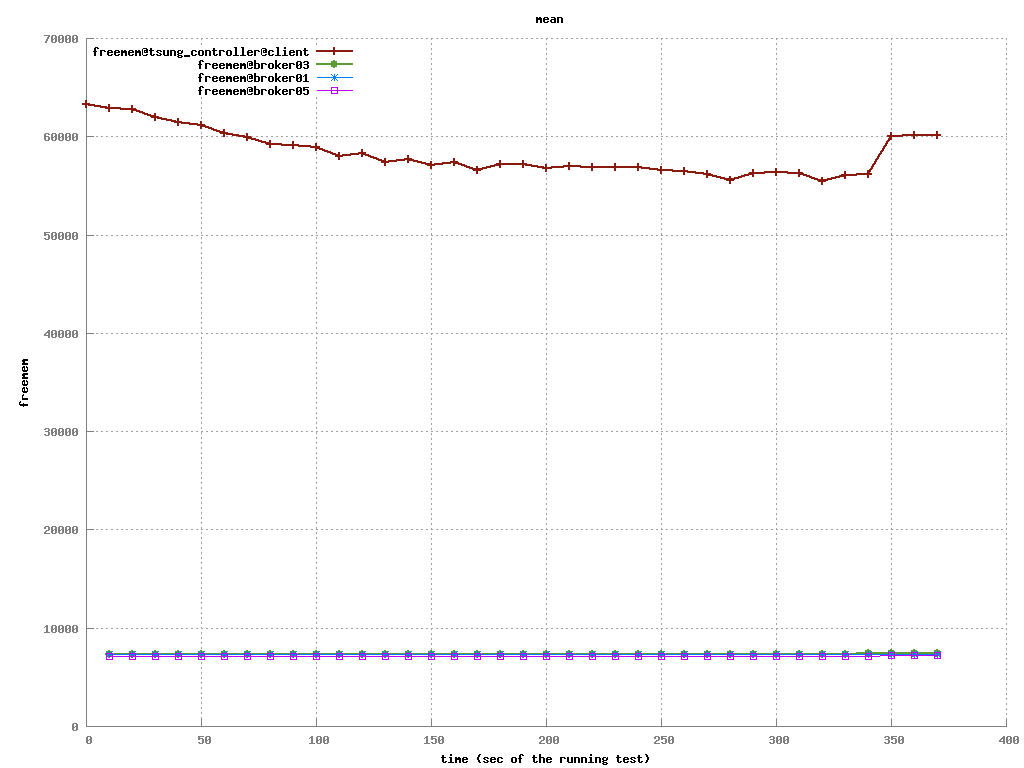 mean
70000
freemem@tsung_controller@client
freemem@broker03
freemem@broker01
freemem@broker05
60000
50000
40000
freemem
30000
20000
10000
0
0 50 100 150 200 250 300 350 400
time (sec of the running test)